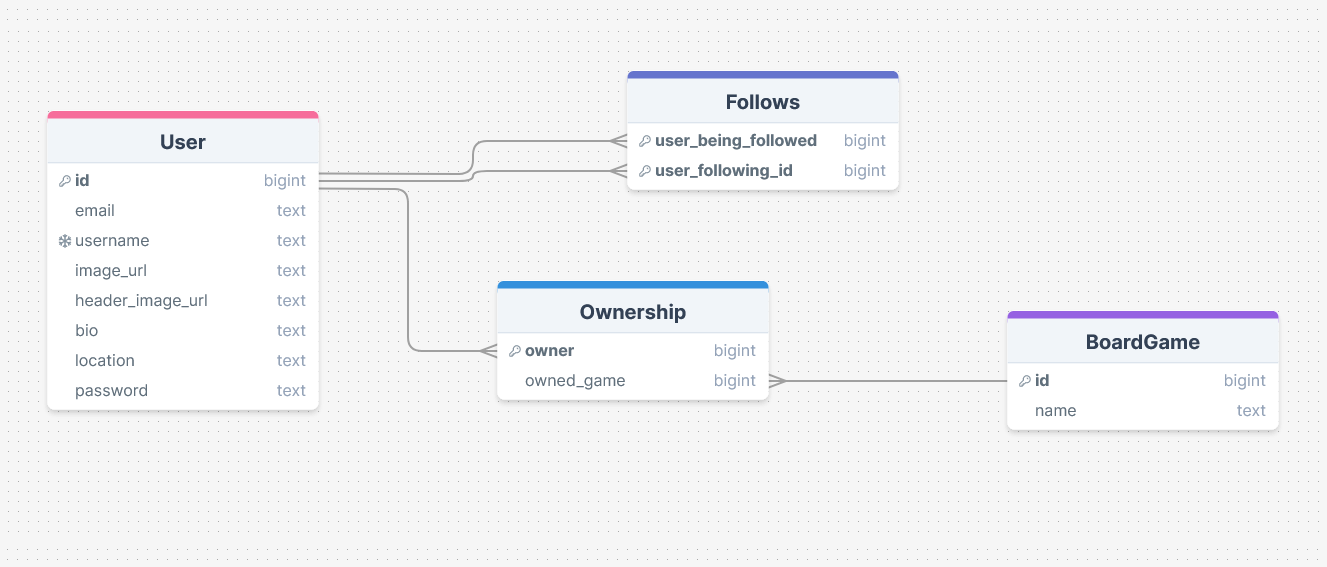 User
id bigint
email text
username text
image_url text
header_image_url text
bio text
location text
password text
Follows
user_being_followed bigint
user_following_id bigint
Ownership
owner bigint
owned_game bigint
BoardGame
id bigint
name text